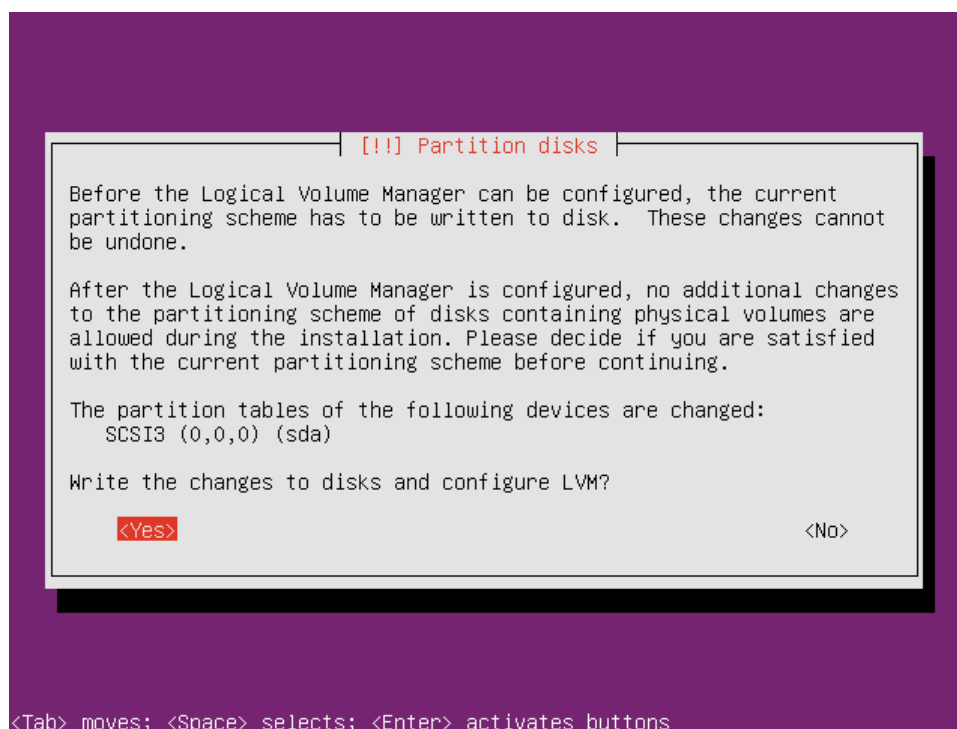 [!!] Partition disks
Before the Logical Volume Manager can be configured, the current
partitioning scheme has to be written to disk.  These changes cannot
be undone.
After the Logical Volume Manager is configured, no additional changes
to the partitioning scheme of disks containing physical volumes are
allowed during the installation. Please decide if you are satisfied
with the current partitioning scheme before continuing.
The partition tables of the following devices are changed:
SCSI3 (0,0,0) (sda)
Write the changes to disks and configure LVM?
<Yes> <No>
<Tab> moves; <Space> selects; <Enter> activates buttons